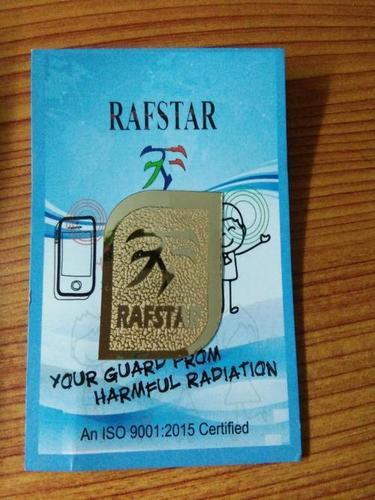 RAFSTAR
RAFSTAR
YOUR GUARD FROM
HARMFUL RADIATION
An ISO 9001:2015 Certified